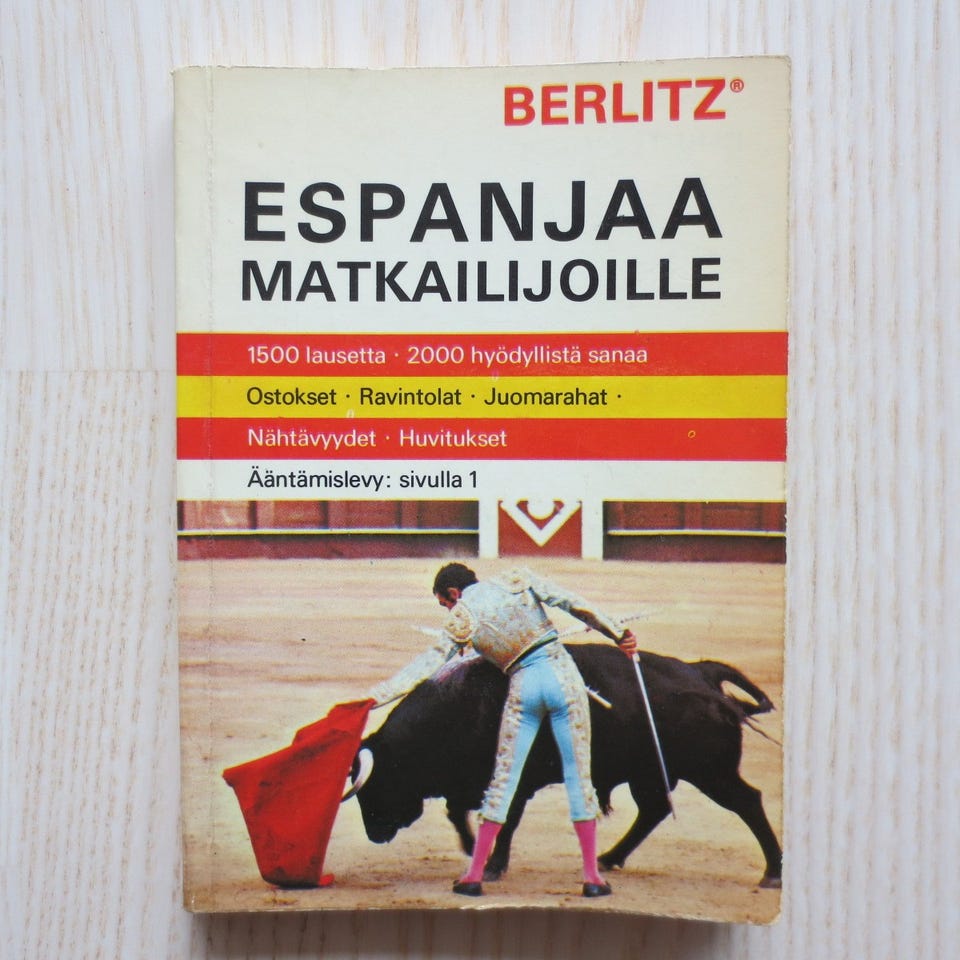 BERLITZ®
ESPANJAA
MATKAILIJOILLE
1500 lausetta · 2000 hyödyllistä sanaa
Ostokset · Ravintolat · Juomarahat ·
Nähtävyydet · Huvitukset
Ääntämislevy: sivulla 1